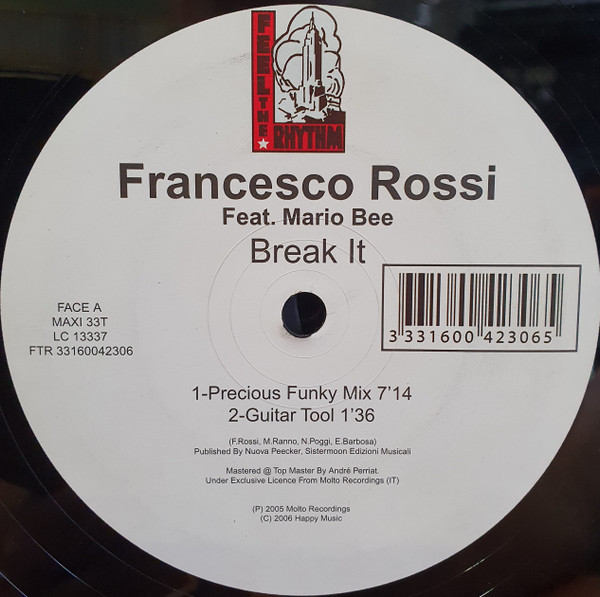 FEEL THE
RHYTHM
Francesco Rossi
Feat. Mario Bee
Break It
FACE A
MAXI 33T
LC 13337
FTR 33160042306
3 331600 423065
1-Precious Funky Mix 7'14
2-Guitar Tool 1'36
(F.Rossi, M.Ranno, N.Poggi, E.Barbosa)
Published By Nuova Peecker, Sistermoon Edizioni Musicali
Mastered @ Top Master By André Perriat.
Under Exclusive Licence From Molto Recordings (IT)
(P) 2005 Molto Recordings
(C) 2006 Happy Music